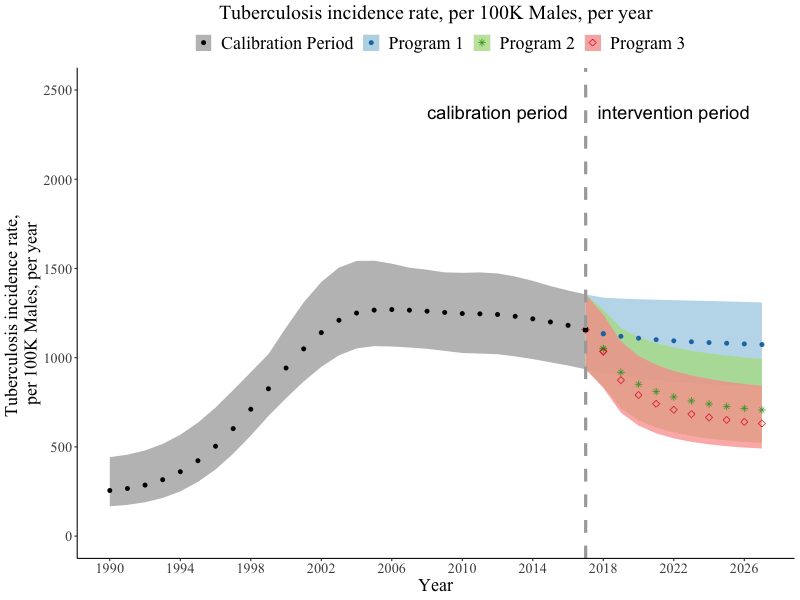 Tuberculosis incidence rate, per 100K Males, per year
Calibration Period Program 1 Program 2 Program 3
calibration period intervention period
Tuberculosis incidence rate,
per 100K Males, per year
2500
2000
1500
1000
500
0
1990 1994 1998 2002 2006 2010 2014 2018 2022 2026
Year